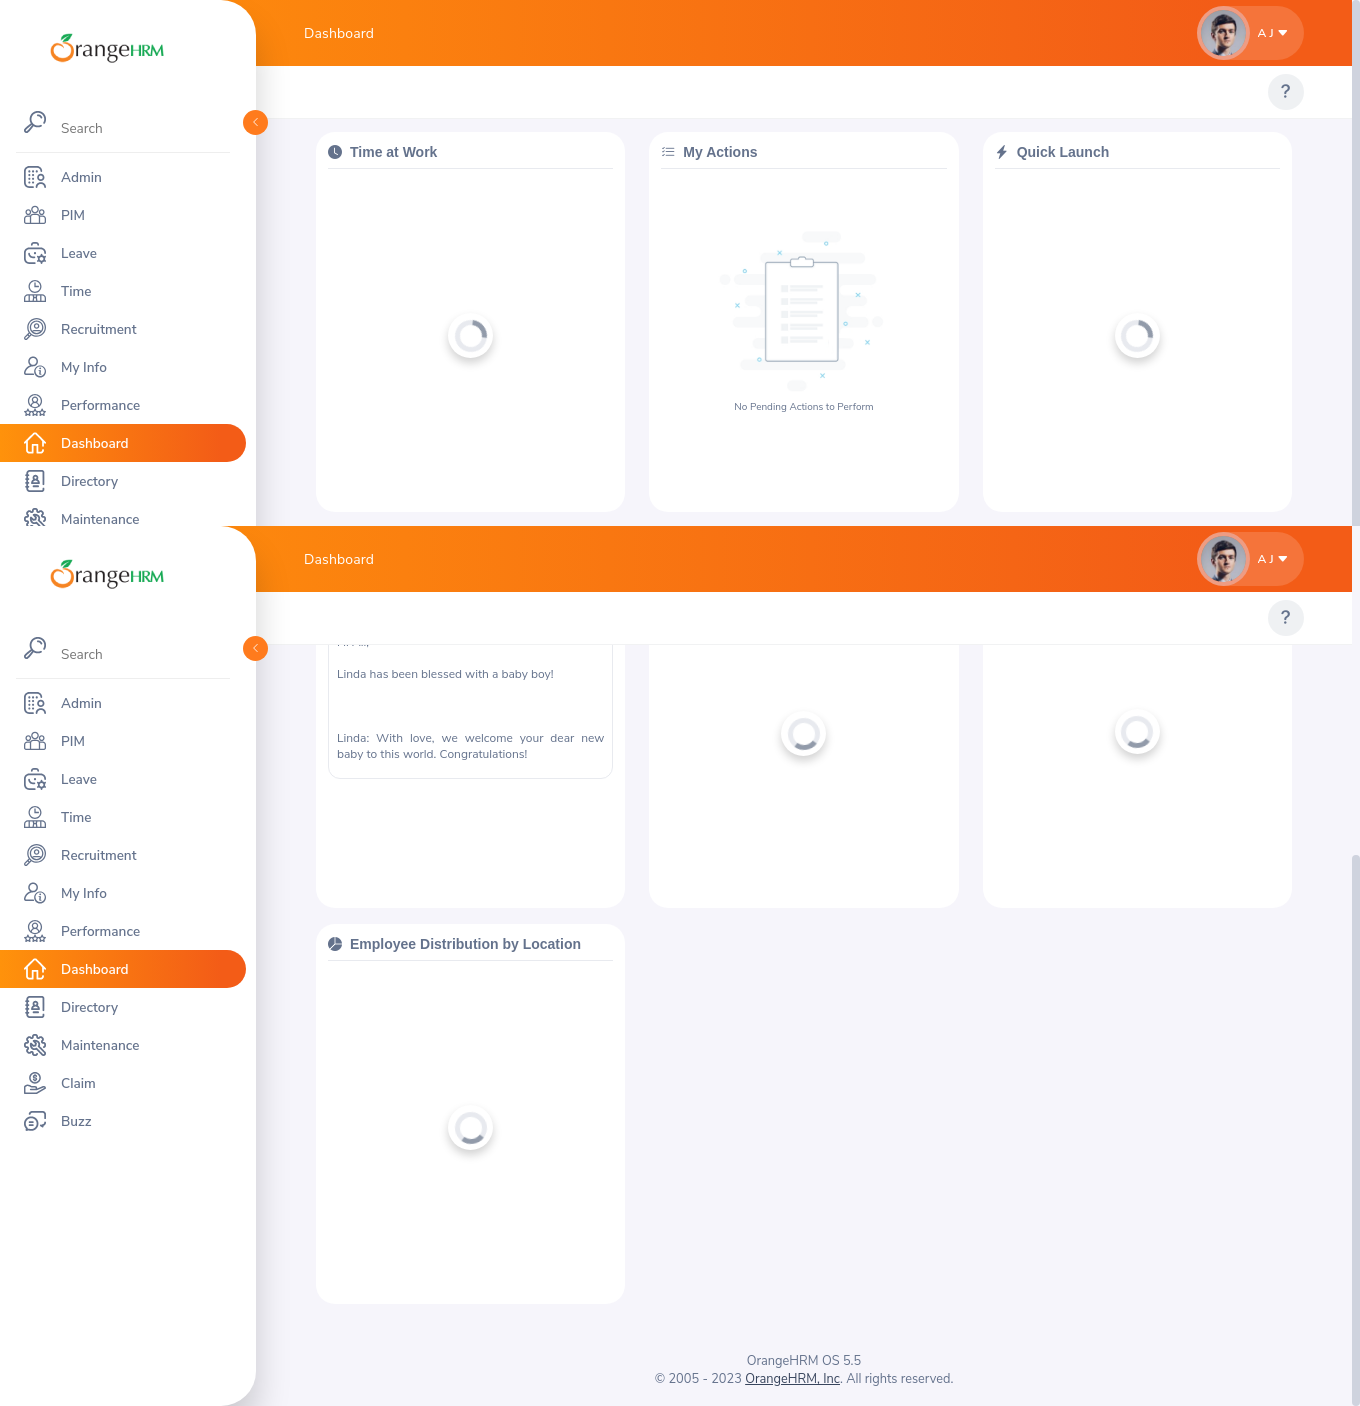 OrangeHRM
Dashboard
A J
?
Search
Admin
PIM
Leave
Time
Recruitment
My Info
Performance
Dashboard
Directory
Maintenance
Time at Work
My Actions
No Pending Actions to Perform
Quick Launch
OrangeHRM
Dashboard
A J
?
Search
Admin
PIM
Leave
Time
Recruitment
My Info
Performance
Dashboard
Directory
Maintenance
Claim
Buzz
Linda has been blessed with a baby boy!
Linda: With love, we welcome your dear new
baby to this world. Congratulations!
Employee Distribution by Location
OrangeHRM OS 5.5
© 2005 - 2023 OrangeHRM, Inc. All rights reserved.